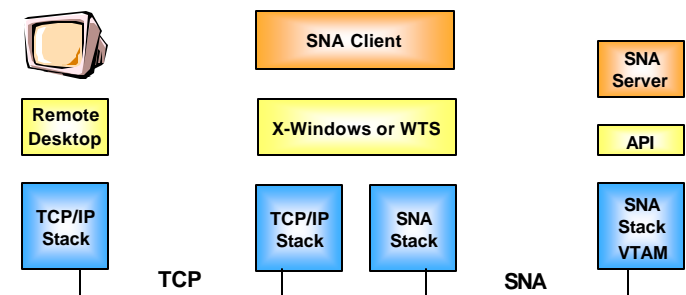 SNA Client
SNA
Server
Remote
Desktop
X-Windows or WTS
API
TCP/IP
Stack
TCP/IP
Stack
SNA
Stack
SNA
Stack
VTAM
TCP
SNA